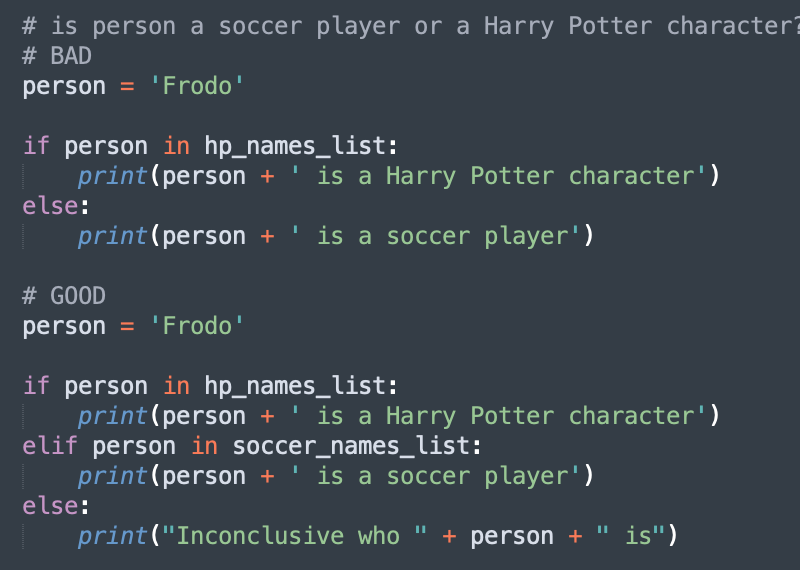 # is person a soccer player or a Harry Potter character?
# BAD
person = 'Frodo'
if person in hp_names_list:
print(person + ' is a Harry Potter character')
else:
print(person + ' is a soccer player')
# GOOD
person = 'Frodo'
if person in hp_names_list:
print(person + ' is a Harry Potter character')
elif person in soccer_names_list:
print(person + ' is a soccer player')
else:
print("Inconclusive who " + person + " is")